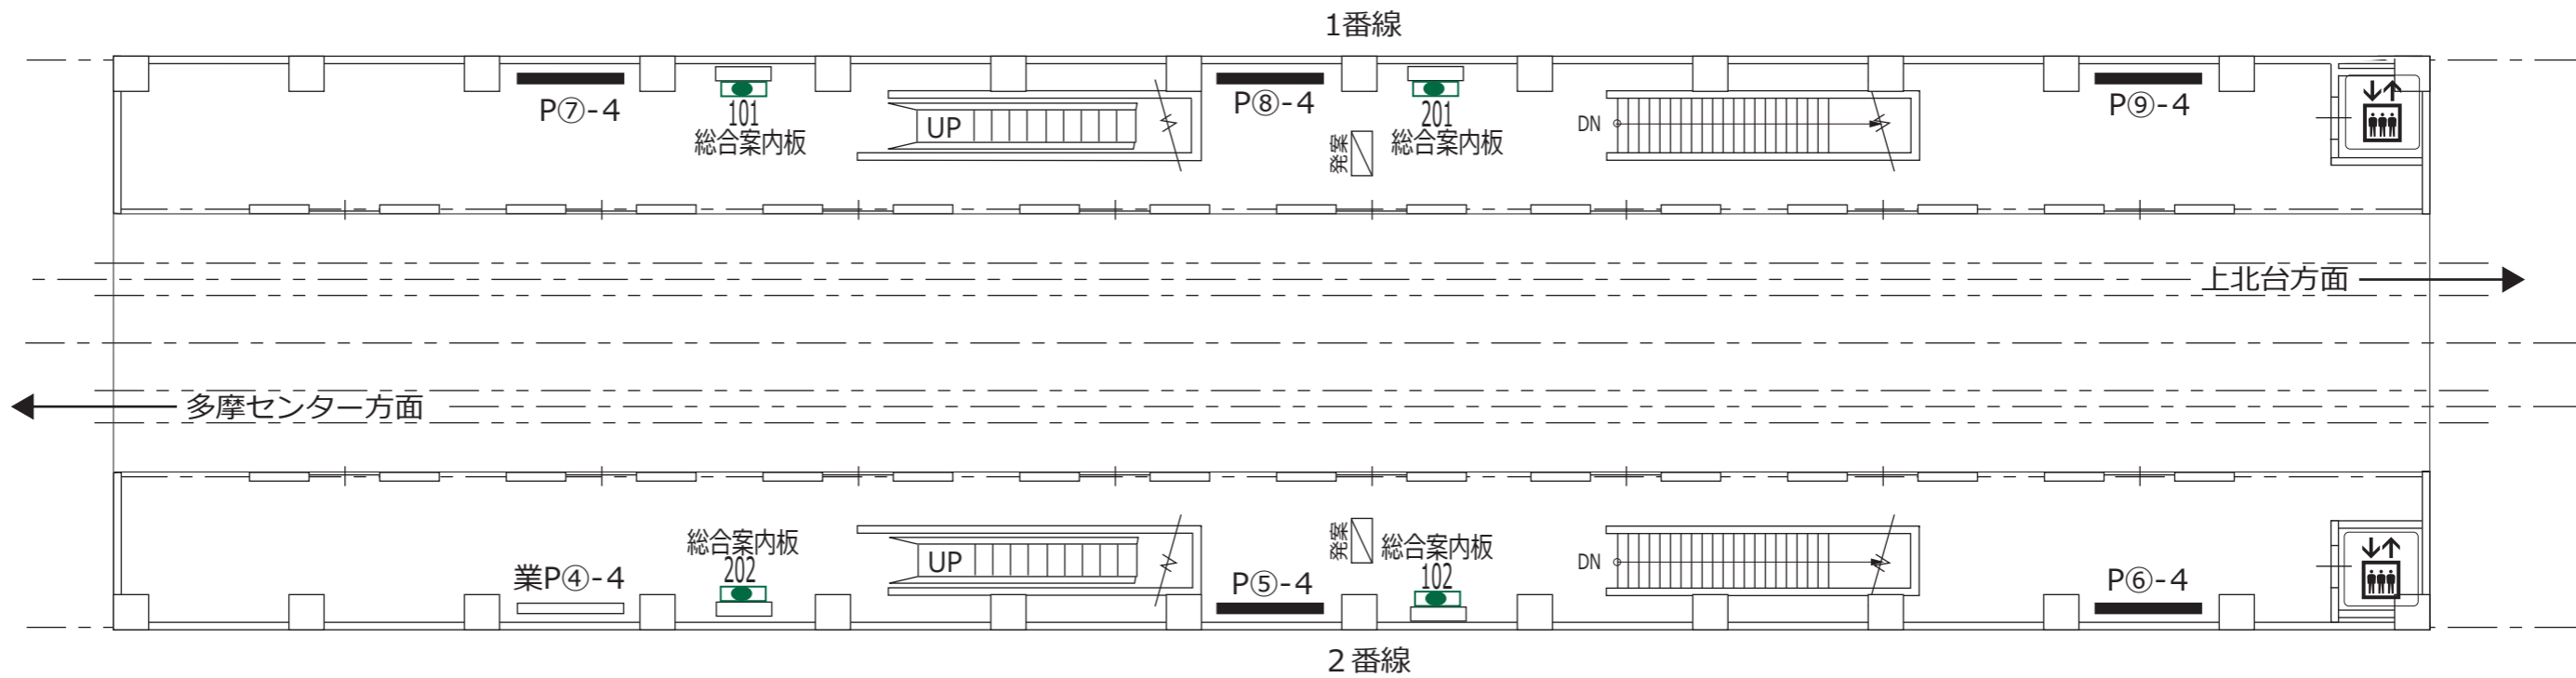 1番線
P⑦-4
101
総合案内板
UP
P⑧-4
発案
201
総合案内板
DN
P⑨-4
上北台方面
多摩センター方面
業P④-4
総合案内板
202
UP
P⑤-4
発案
総合案内板
102
DN
P⑥-4
2番線